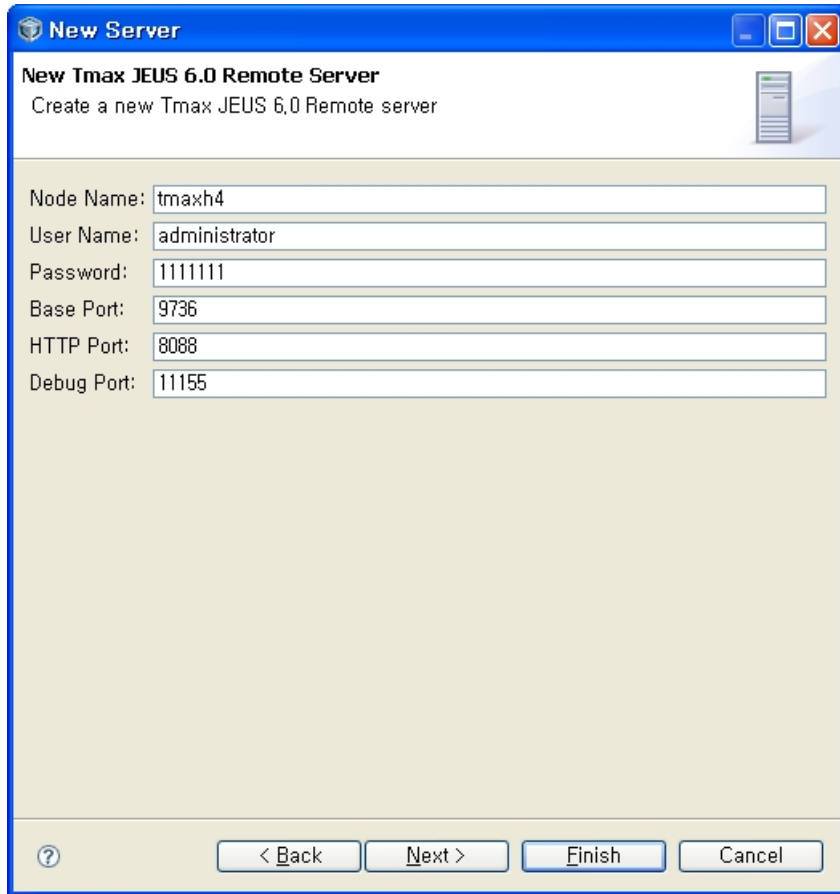 New Server
New Tmax JEUS 6.0 Remote Server
Create a new Tmax JEUS 6.0 Remote server
Node Name: tmaxh4
User Name: administrator
Password: 1111111
Base Port: 9736
HTTP Port: 8088
Debug Port: 11155
? < Back Next > Finish Cancel